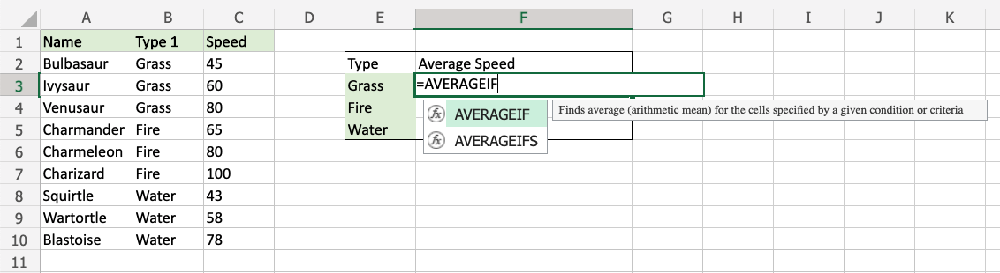 A B C D E F G H I J K
1 Name Type 1 Speed
2 Bulbasaur Grass 45 Type Average Speed
3 Ivysaur Grass 60 Grass =AVERAGEIF
4 Venusaur Grass 80 Fire fx AVERAGEIF Finds average (arithmetic mean) for the cells specified by a given condition or criteria
5 Charmander Fire 65 Water fx AVERAGEIFS
6 Charmeleon Fire 80
7 Charizard Fire 100
8 Squirtle Water 43
9 Wartortle Water 58
10 Blastoise Water 78
11